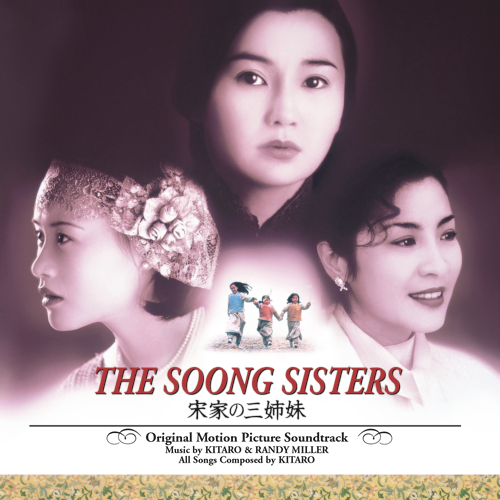 THE SOONG SISTERS
宋家の三姉妹
Original Motion Picture Soundtrack
Music by KITARO & RANDY MILLER
All Songs Composed by KITARO